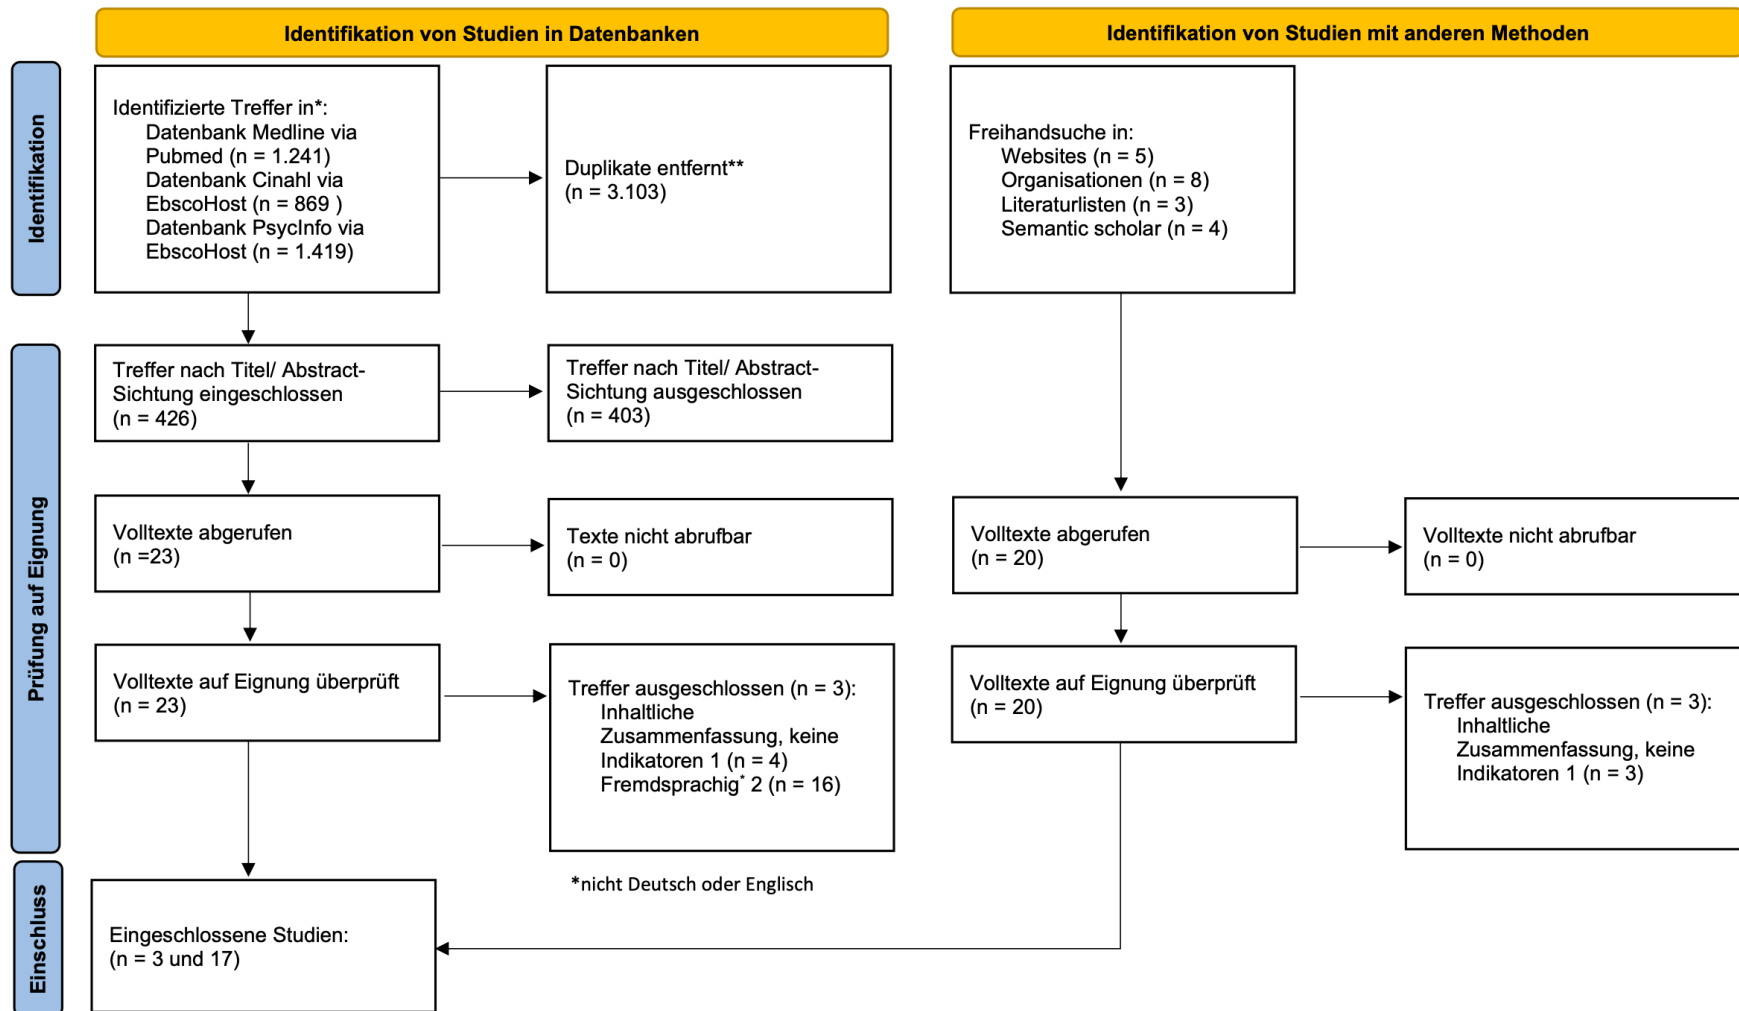 Identifikation von Studien in Datenbanken
Identifikation von Studien mit anderen Methoden
Identifikation
Identifizierte Treffer in*:
Datenbank Medline via
Pubmed (n = 1.241)
Datenbank Cinahl via
EbscoHost (n = 869 )
Datenbank PsycInfo via
EbscoHost (n = 1.419)
Duplikate entfernt**
(n = 3.103)
Freihandsuche in:
Websites (n = 5)
Organisationen (n = 8)
Literaturlisten (n = 3)
Semantic scholar (n = 4)
Prüfung auf Eignung
Treffer nach Titel/ Abstract-
Sichtung eingeschlossen
(n = 426)
Treffer nach Titel/ Abstract-
Sichtung ausgeschlossen
(n = 403)
Volltexte abgerufen
(n =23)
Texte nicht abrufbar
(n = 0)
Volltexte abgerufen
(n = 20)
Volltexte nicht abrufbar
(n = 0)
Volltexte auf Eignung überprüft
(n = 23)
Treffer ausgeschlossen (n = 3):
Inhaltliche
Zusammenfassung, keine
Indikatoren 1 (n = 4)
Fremdsprachig* 2 (n = 16)
Volltexte auf Eignung überprüft
(n = 20)
Treffer ausgeschlossen (n = 3):
Inhaltliche
Zusammenfassung, keine
Indikatoren 1 (n = 3)
*nicht Deutsch oder Englisch
Einschluss
Eingeschlossene Studien:
(n = 3 und 17)